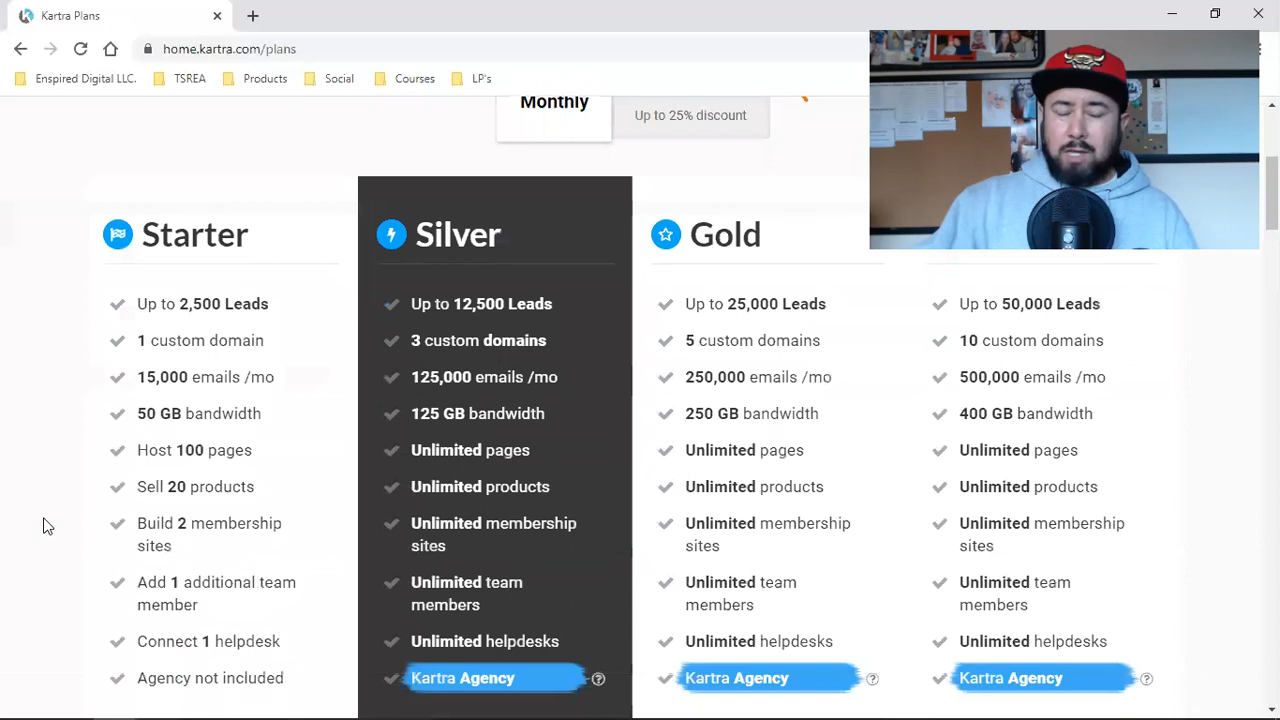 Kartra Plans
home.kartra.com/plans
Enspired Digital LLC.
TSREA
Products
Social
Courses
LP's
Monthly
Up to 25% discount
Starter
Up to 2,500 Leads
1 custom domain
15,000 emails /mo
50 GB bandwidth
Host 100 pages
Sell 20 products
Build 2 membership
sites
Add 1 additional team
member
Connect 1 helpdesk
Agency not included
Silver
Up to 12,500 Leads
3 custom domains
125,000 emails /mo
125 GB bandwidth
Unlimited pages
Unlimited products
Unlimited membership
sites
Unlimited team
members
Unlimited helpdesks
Kartra Agency ?
Gold
Up to 25,000 Leads
5 custom domains
250,000 emails /mo
250 GB bandwidth
Unlimited pages
Unlimited products
Unlimited membership
sites
Unlimited team
members
Unlimited helpdesks
Kartra Agency ?
Up to 50,000 Leads
10 custom domains
500,000 emails /mo
400 GB bandwidth
Unlimited pages
Unlimited products
Unlimited membership
sites
Unlimited team
members
Unlimited helpdesks
Kartra Agency ?